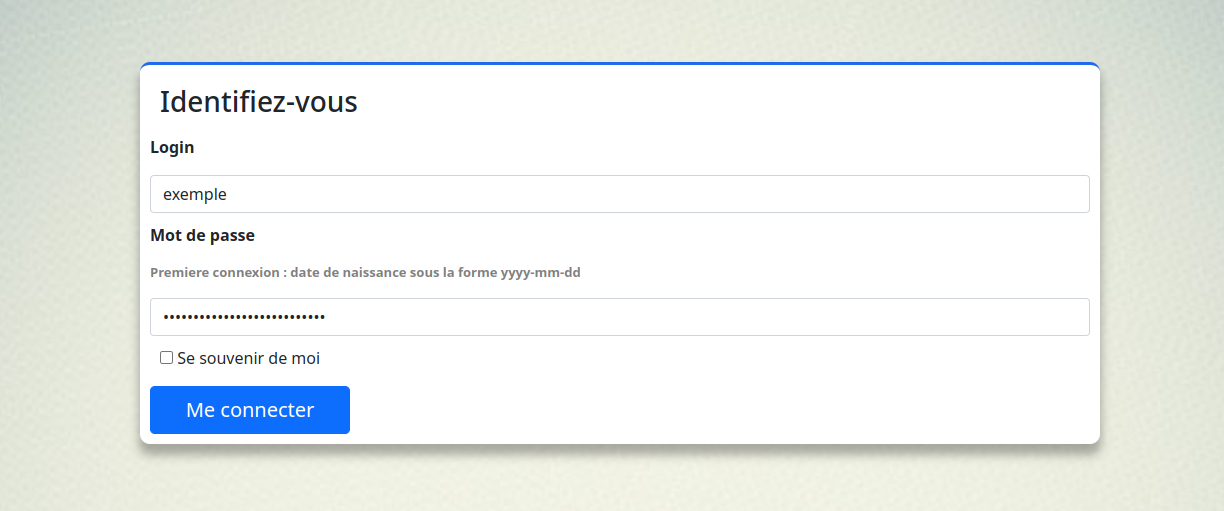 Identifiez-vous
Login
exemple
Mot de passe
Premiere connexion : date de naissance sous la forme yyyy-mm-dd
•••••••••••••••••••••••••••
Se souvenir de moi
Me connecter